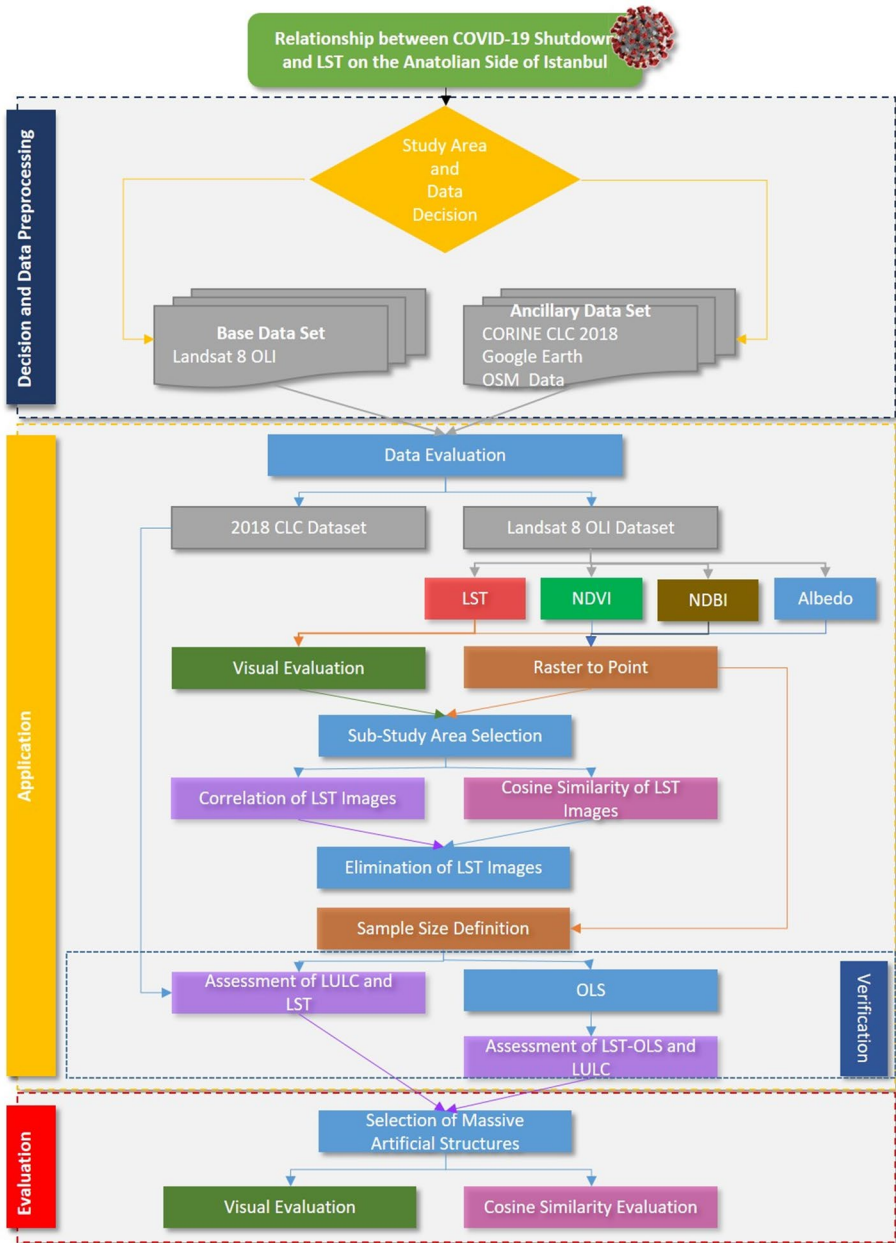 Relationship between COVID-19 Shutdown
and LST on the Anatolian Side of Istanbul
Decision and Data Preprocessing
Study Area
and
Data
Decision
Base Data Set
Landsat 8 OLI
Ancillary Data Set
CORINE CLC 2018
Google Earth
OSM Data
Application
Data Evaluation
2018 CLC Dataset
Landsat 8 OLI Dataset
LST
NDVI
NDBI
Albedo
Visual Evaluation
Raster to Point
Sub-Study Area Selection
Correlation of LST Images
Cosine Similarity of LST
Images
Elimination of LST Images
Sample Size Definition
Assessment of LULC and
LST
OLS
Verification
Assessment of LST-OLS and
LULC
Evaluation
Selection of Massive
Artificial Structures
Visual Evaluation
Cosine Similarity Evaluation